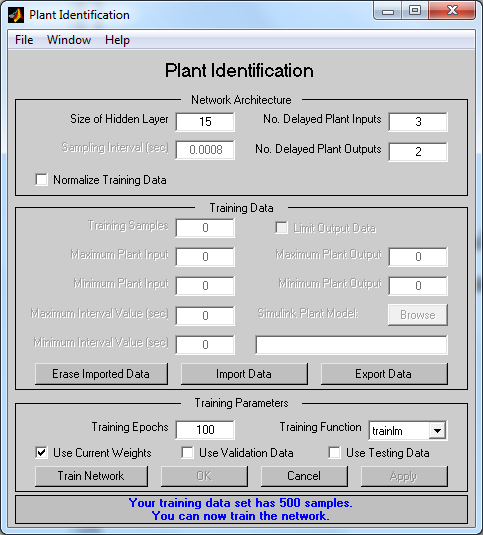 Plant Identification
File Window Help
Plant Identification
Network Architecture
Size of Hidden Layer 15 No. Delayed Plant Inputs 3
Sampling Interval (sec) 0.0008 No. Delayed Plant Outputs 2
Normalize Training Data
Training Data
Training Samples 0 Limit Output Data
Maximum Plant Input 0 Maximum Plant Output 0
Minimum Plant Input 0 Minimum Plant Output 0
Maximum Interval Value (sec) 0 Simulink Plant Model: Browse
Minimum Interval Value (sec) 0
Erase Imported Data Import Data Export Data
Training Parameters
Training Epochs 100 Training Function trainlm
Use Current Weights Use Validation Data Use Testing Data
Train Network OK Cancel Apply
Your training data set has 500 samples.
You can now train the network.